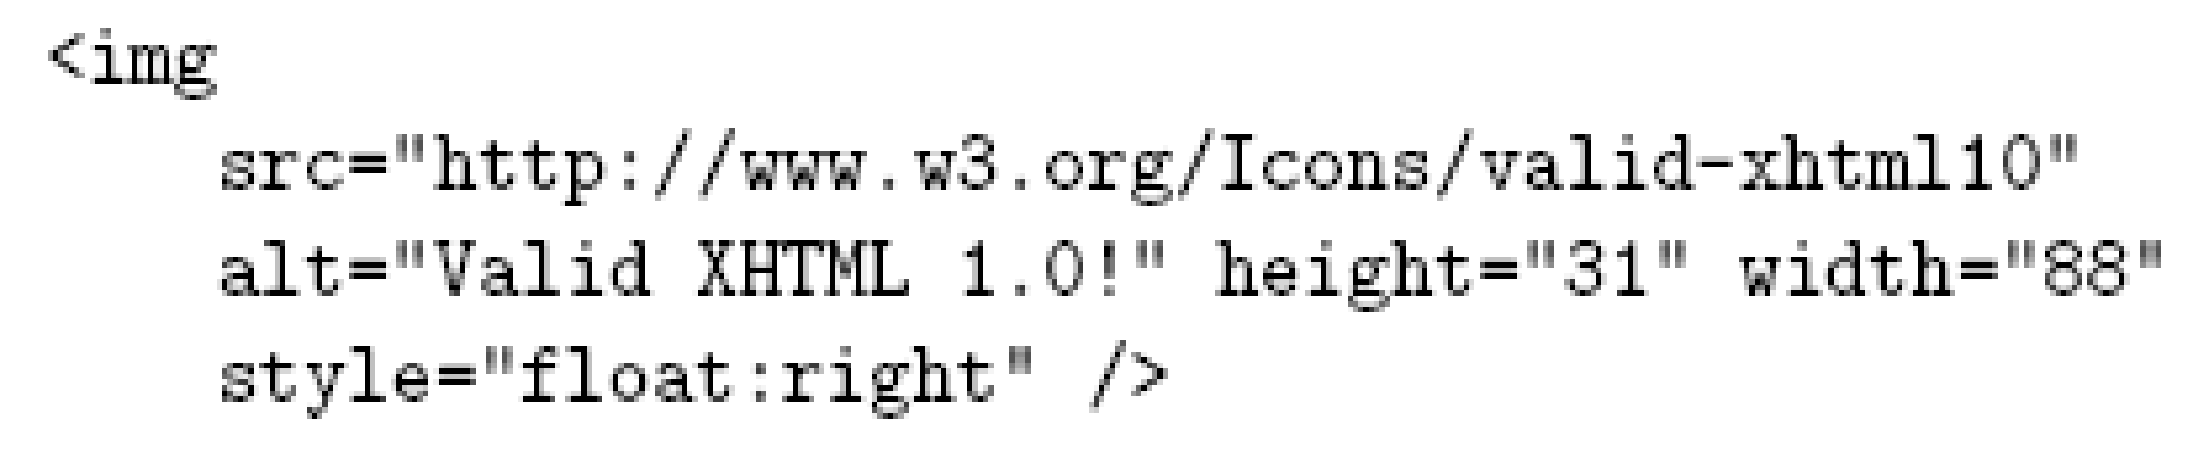 <img
    src="http://www.w3.org/Icons/valid-xhtml10"
    alt="Valid XHTML 1.0!" height="31" width="88"
    style="float:right" />